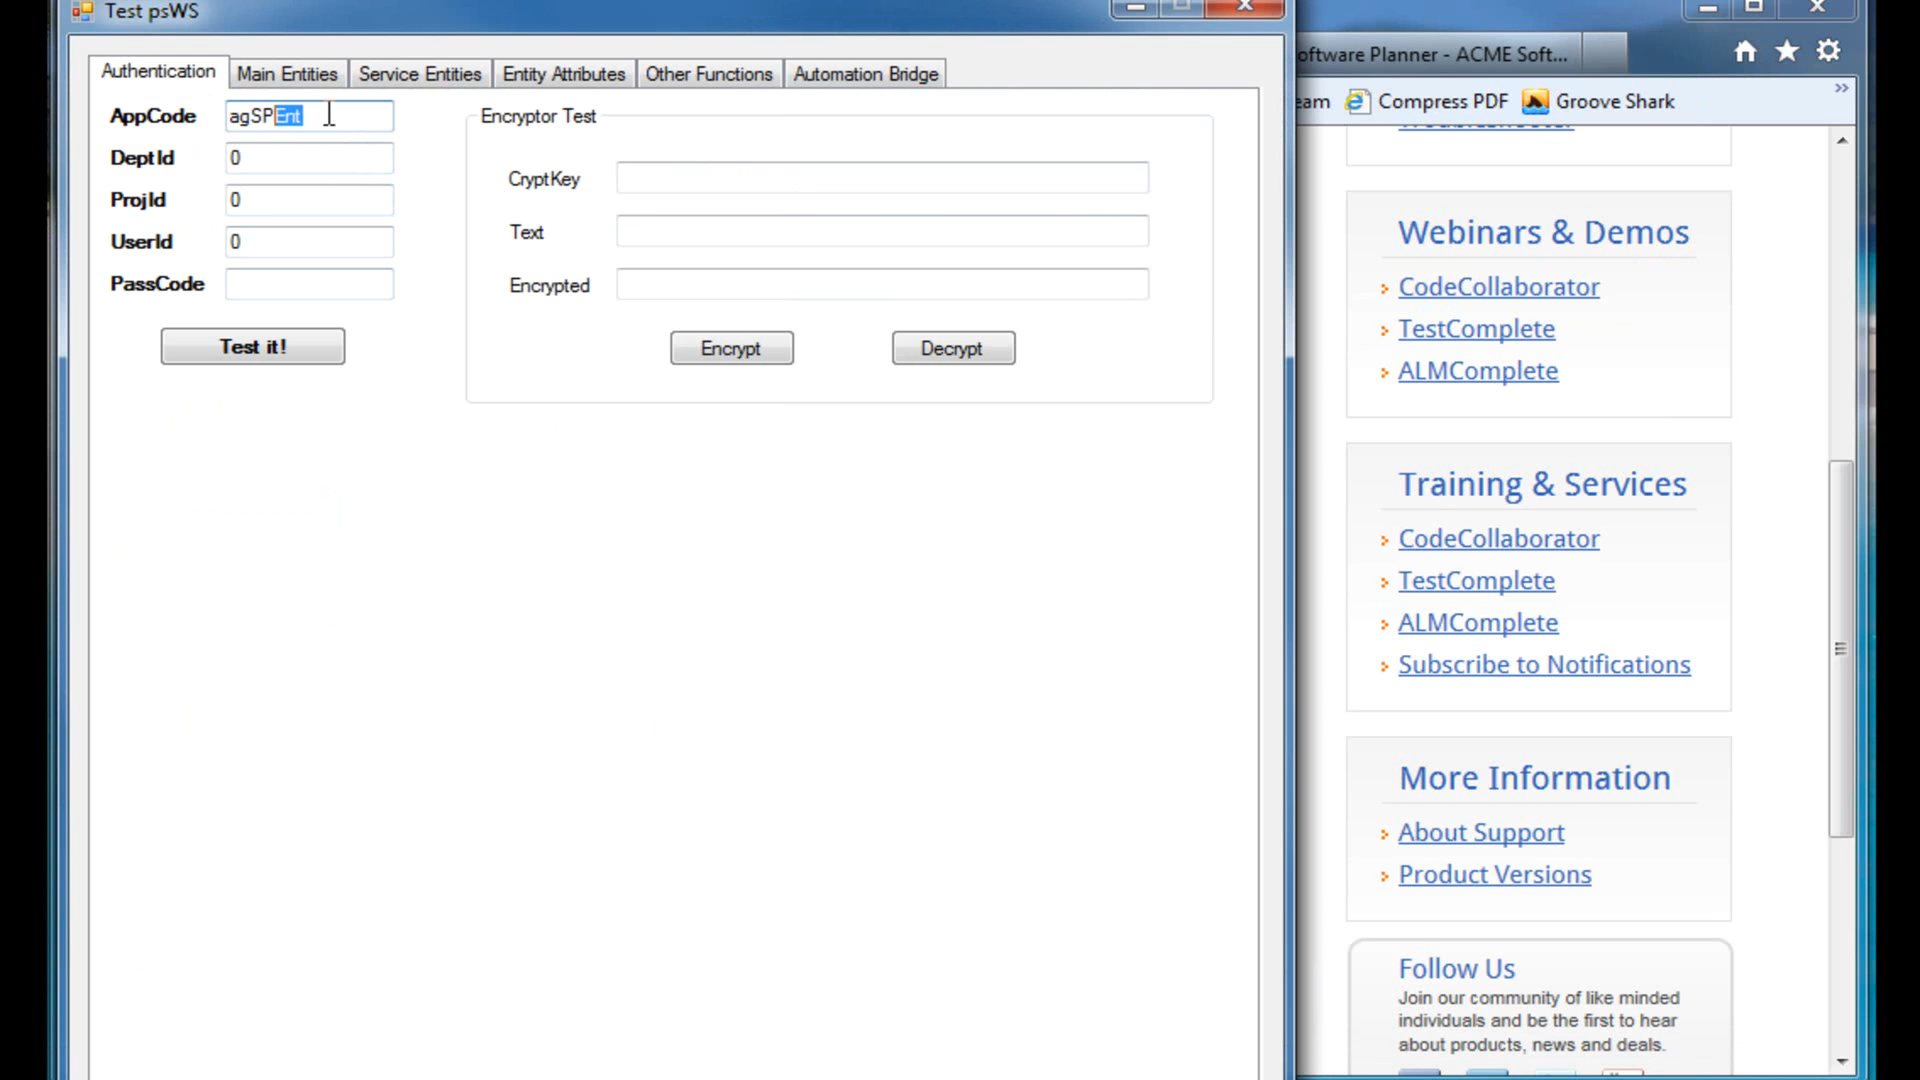 Test psWS
Authentication
Main Entities
Service Entities
Entity Attributes
Other Functions
Automation Bridge
AppCode
agSPEnt
DeptId
0
ProjId
0
UserId
0
PassCode
Test it!
Encryptor Test
CryptKey
Text
Encrypted
Encrypt
Decrypt
oftware Planner - ACME Soft...
eam
Compress PDF
Groove Shark
Webinars & Demos
CodeCollaborator
TestComplete
ALMComplete
Training & Services
CodeCollaborator
TestComplete
ALMComplete
Subscribe to Notifications
More Information
About Support
Product Versions
Follow Us
Join our community of like minded
individuals and be the first to hear
about products, news and deals.